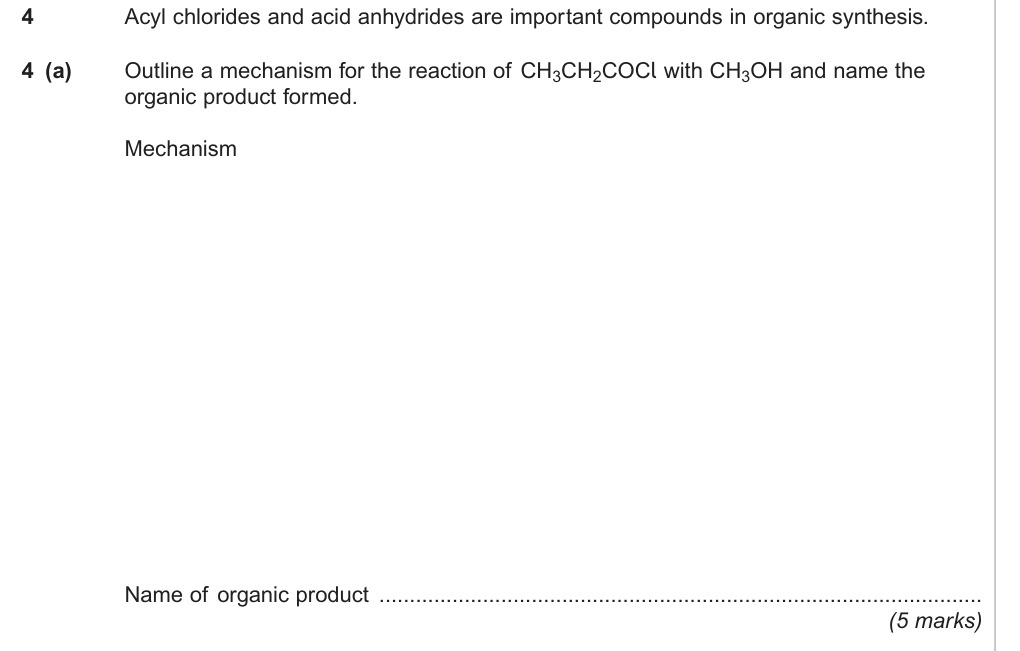 4 Acyl chlorides and acid anhydrides are important compounds in organic synthesis.
4 (a) Outline a mechanism for the reaction of CH₃CH₂COCl with CH₃OH and name the
organic product formed.
Mechanism
Name of organic product ....................................................................................................
(5 marks)